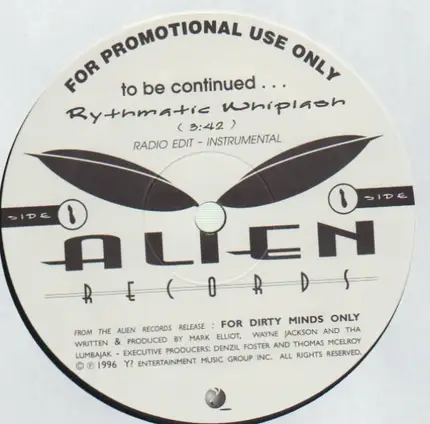 FOR PROMOTIONAL USE ONLY
to be continued . . .
Rythmatic Whiplash
( 3:42 )
RADIO EDIT - INSTRUMENTAL
SIDE 1
SIDE 1
ALIEN
RECORDS
FROM THE ALIEN RECORDS RELEASE : FOR DIRTY MINDS ONLY
WRITTEN & PRODUCED BY MARK ELLIOT, WAYNE JACKSON AND THA
LUMBAJAK - EXECUTIVE PRODUCERS; DENZIL FOSTER AND THOMAS MCELROY
© ℗ 1996 Y? ENTERTAINMENT MUSIC GROUP INC. ALL RIGHTS RESERVED.